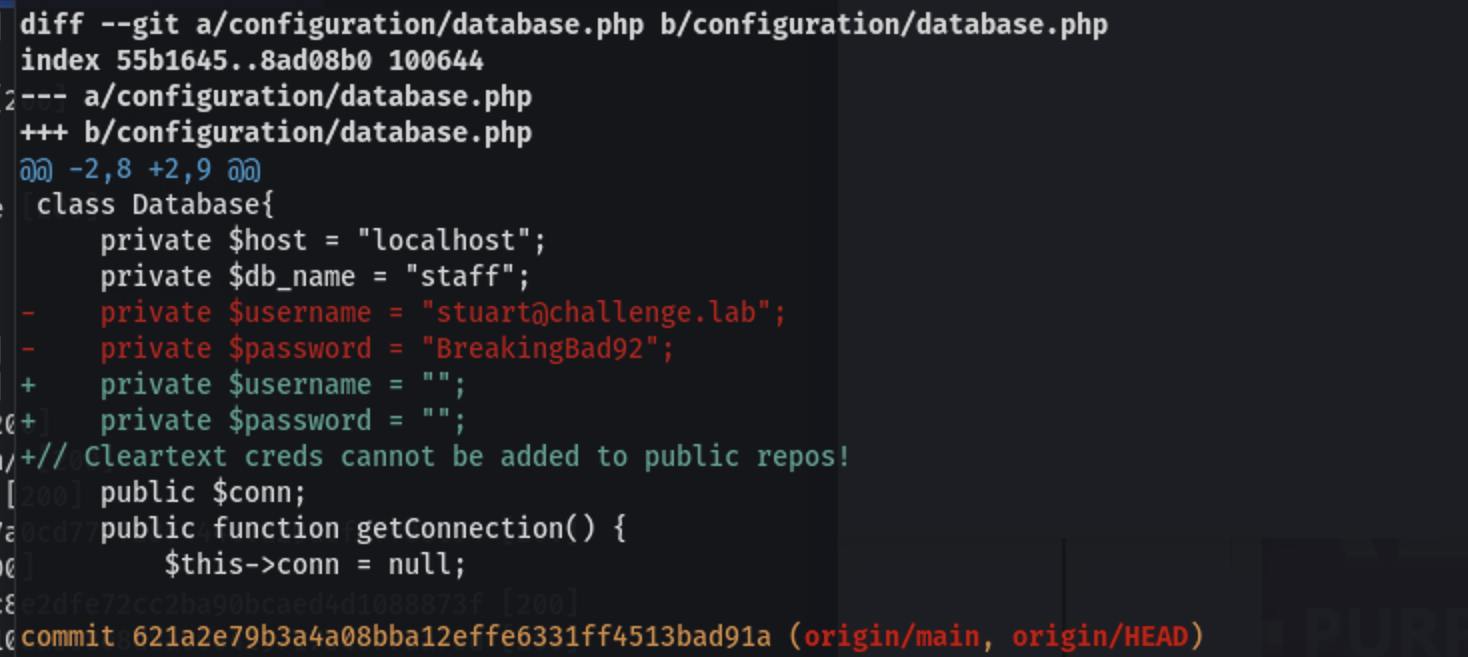 diff --git a/configuration/database.php b/configuration/database.php
index 55b1645..8ad08b0 100644
--- a/configuration/database.php
+++ b/configuration/database.php
@@ -2,8 +2,9 @@
 class Database{
     private $host = "localhost";
     private $db_name = "staff";
-    private $username = "stuart@challenge.lab";
-    private $password = "BreakingBad92";
+    private $username = "";
+    private $password = "";
+// Cleartext creds cannot be added to public repos!
     public $conn;
     public function getConnection() {
         $this->conn = null;
e2dfe72cc2ba90bcaed4d1088873f [200]
commit 621a2e79b3a4a08bba12effe6331ff4513bad91a (origin/main, origin/HEAD)